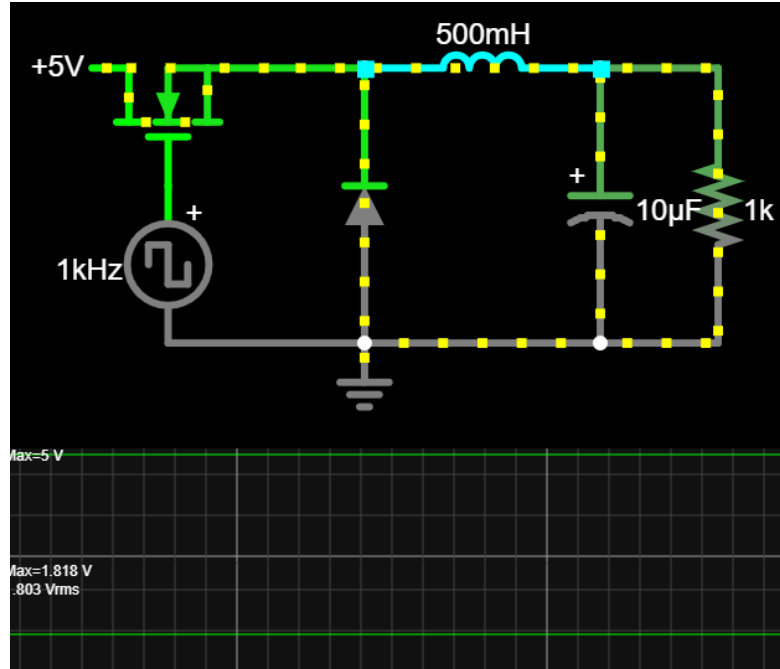 500mH
+5V
+
+
10µF
1k
1kHz
Max=5 V
Max=1.818 V
.803 Vrms